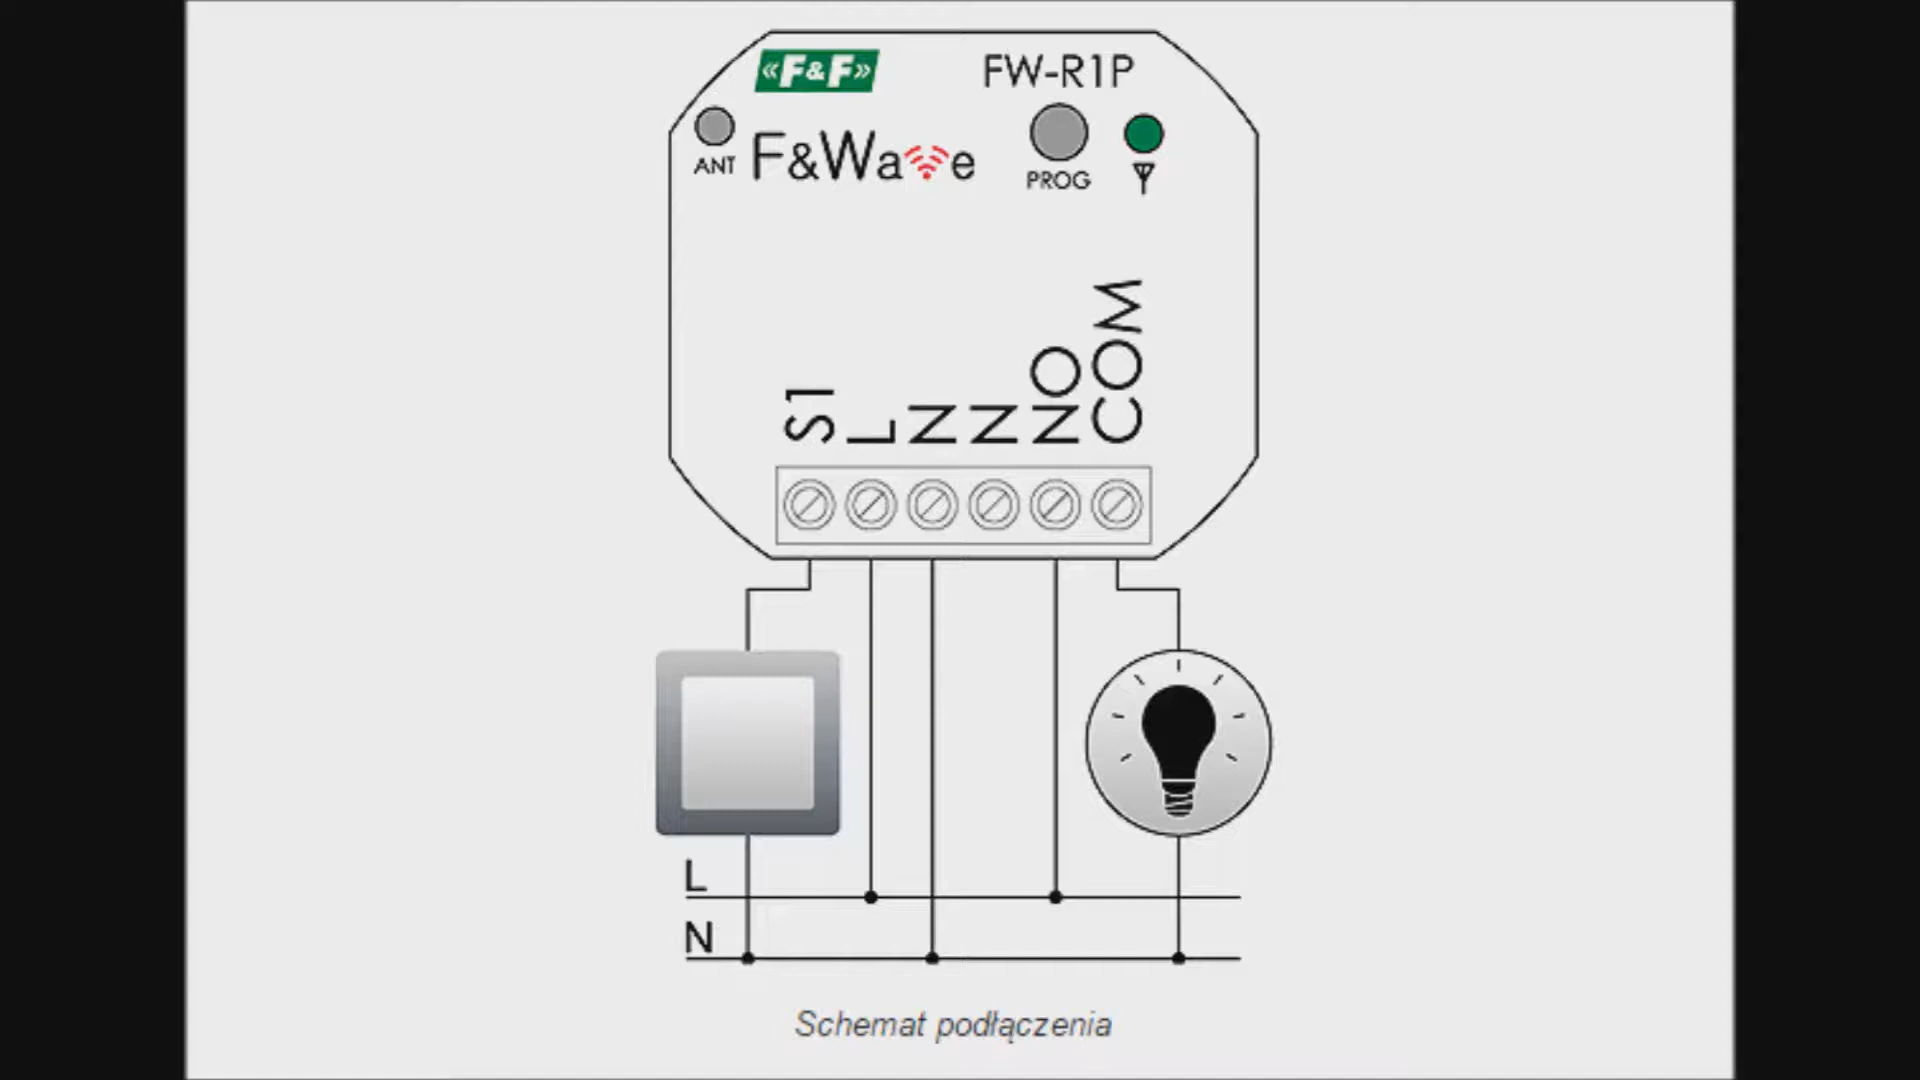 «F&F»
FW-R1P
ANT
F&Wave
PROG
S1
L
N
N
NO
COM
L
N
Schemat podłączenia